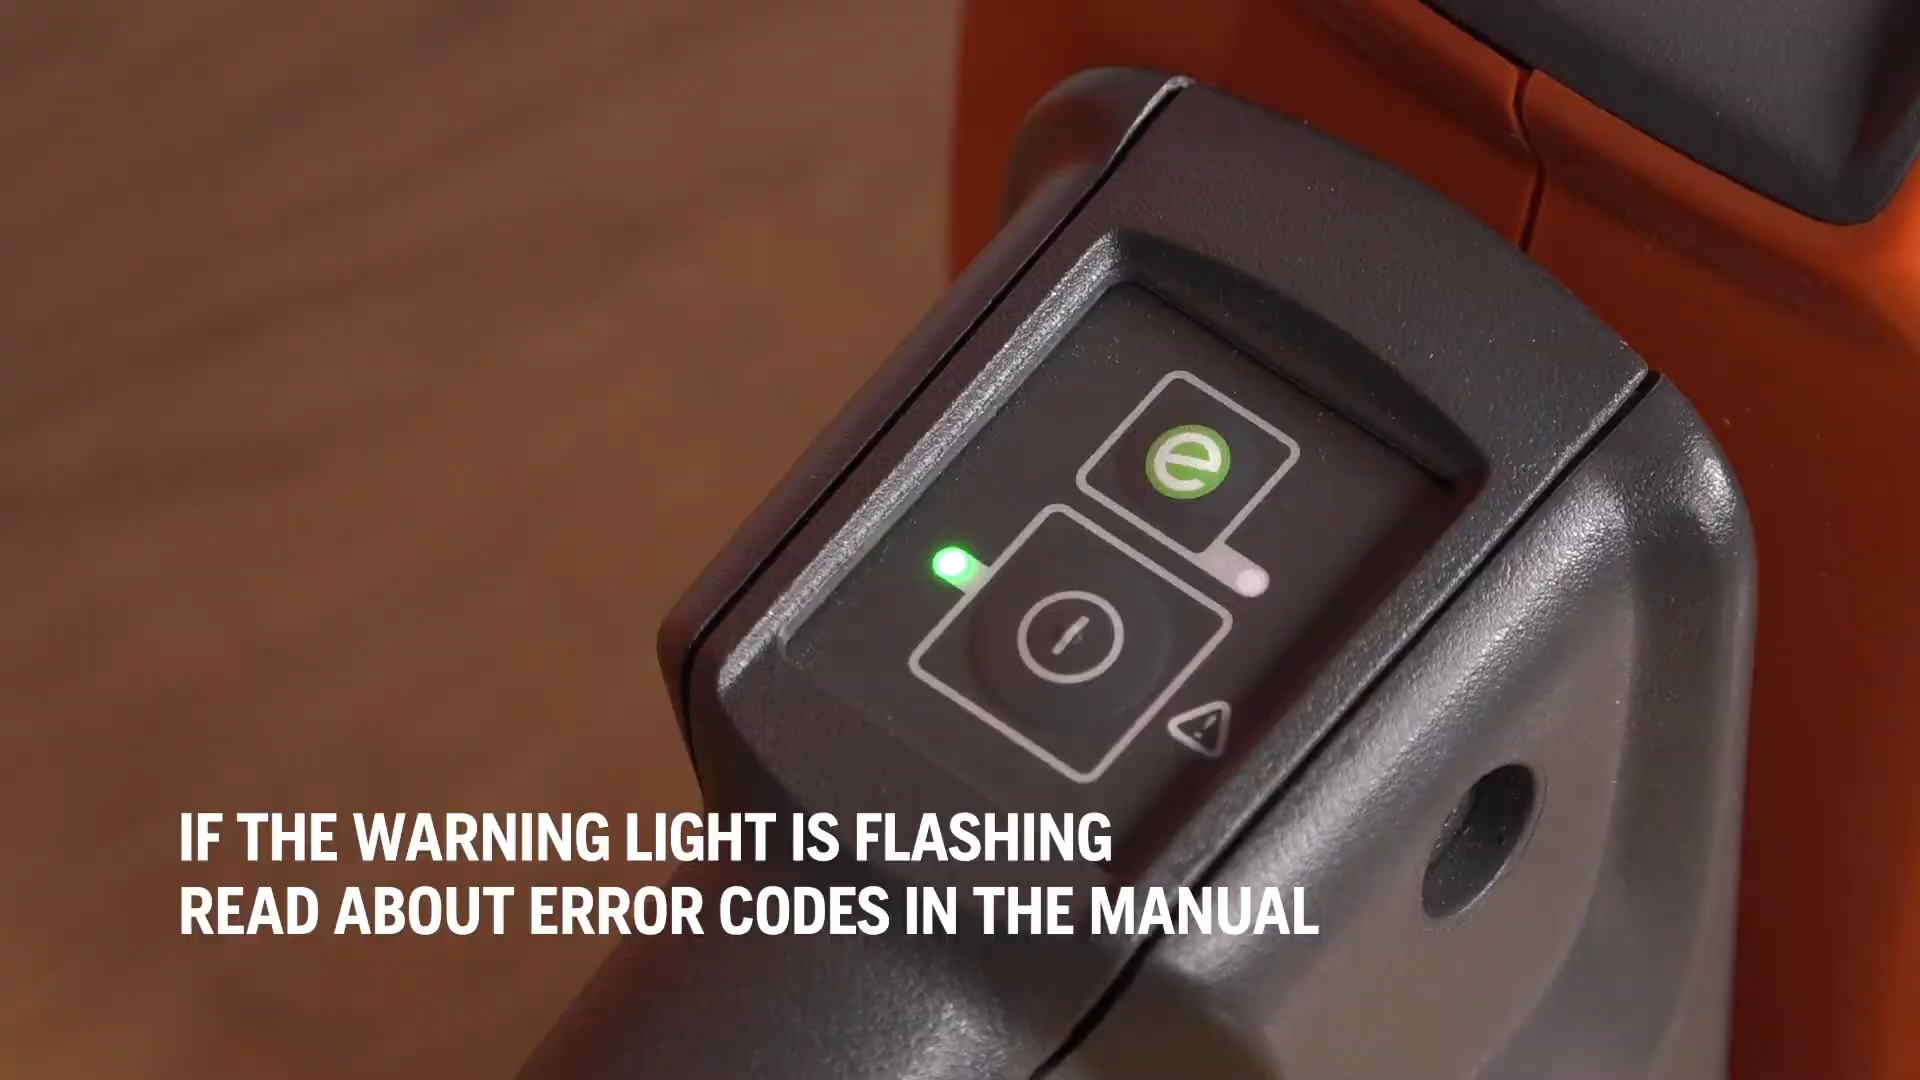 e
IF THE WARNING LIGHT IS FLASHING
READ ABOUT ERROR CODES IN THE MANUAL